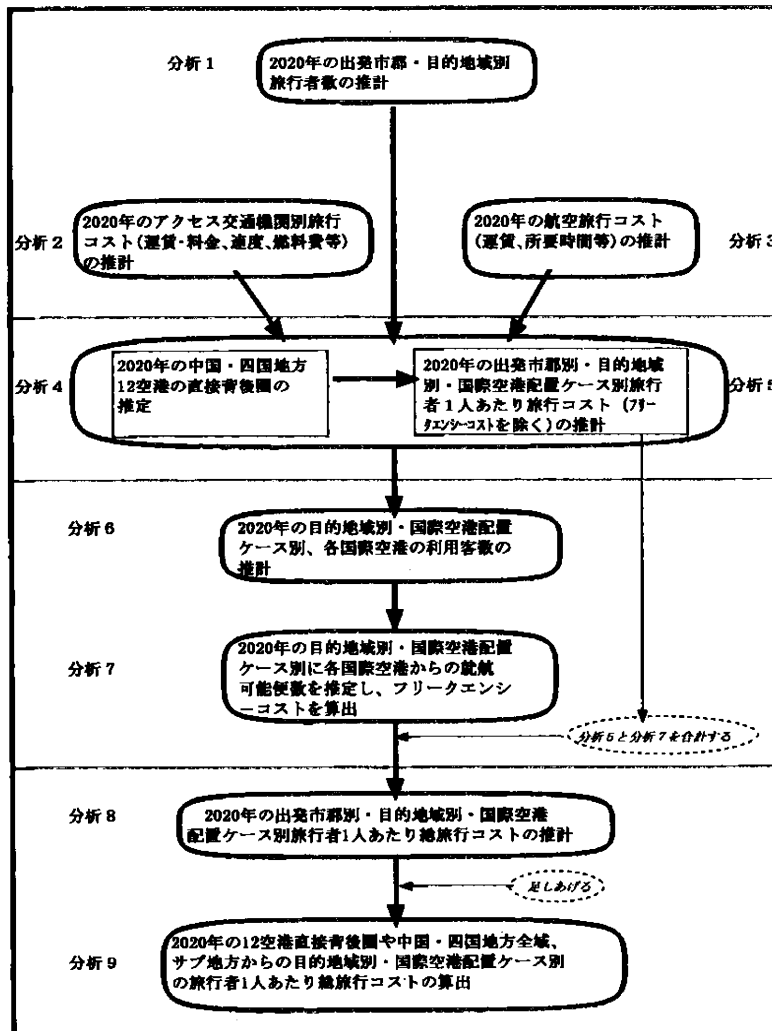 分析1
2020年の出発市郡・目的地域別
旅行者数の推計
分析2
2020年のアクセス交通機関別旅行
コスト(運賃・料金、速度、燃料費等)
の推計
2020年の航空旅行コスト
(運賃、所要時間等)の推計
分析3
分析4
2020年の中国・四国地方
12空港の直接背後圏の
推定
2020年の出発市郡別・目的地域
別・国際空港配置ケース別旅行
者1人あたり旅行コスト(フリー
クエンシーコストを除く)の推計
分析5
分析6
2020年の目的地域別・国際空港配置
ケース別、各国際空港の利用客数の
推計
分析7
2020年の目的地域別・国際空港配置
ケース別に各国際空港からの就航
可能便数を推定し、フリークエンシ
ーコストを算出
分析5と分析7を合計する
分析8
2020年の出発市郡別・目的地域別・国際空港
配置ケース別旅行者1人あたり総旅行コストの推計
足しあげる
分析9
2020年の12空港直接背後圏や中国・四国地方全域、
サブ地方からの目的地域別・国際空港配置ケース別
の旅行者1人あたり総旅行コストの算出